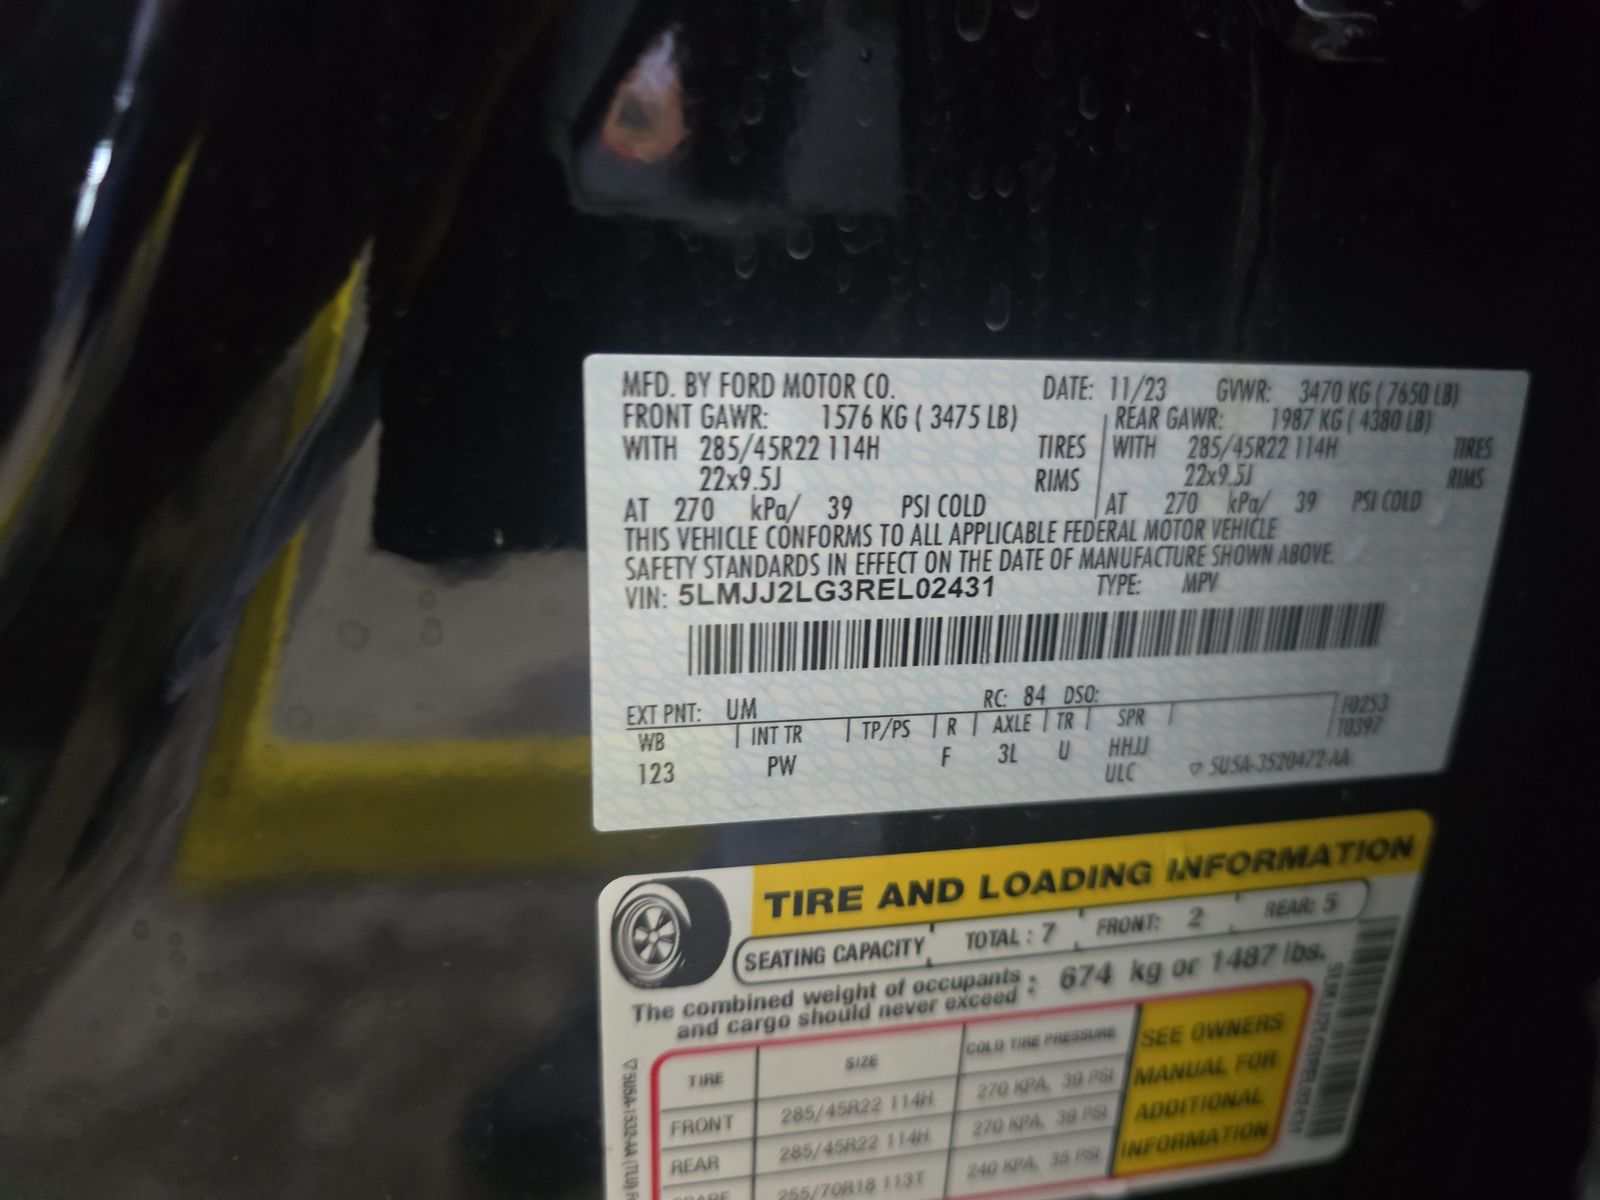 MFD. BY FORD MOTOR CO. DATE: 11/23 GVWR: 3470 KG ( 7650 LB)
FRONT GAWR: 1576 KG ( 3475 LB) REAR GAWR: 1987 KG ( 4380 LB)
WITH 285/45R22 114H TIRES WITH 285/45R22 114H TIRES
22x9.5J RIMS 22x9.5J RIMS
AT 270 kPa/ 39 PSI COLD AT 270 kPa/ 39 PSI COLD
THIS VEHICLE CONFORMS TO ALL APPLICABLE FEDERAL MOTOR VEHICLE
SAFETY STANDARDS IN EFFECT ON THE DATE OF MANUFACTURE SHOWN ABOVE.
VIN: 5LMJJ2LG3REL02431 TYPE: MPV
EXT PNT: UM RC: 84 DSO: F0253
WB INT TR TP/PS R AXLE TR SPR T0397
123 PW F 3L U HHJJ
ULC ▽ 5U5A-3520472-AA
TIRE AND LOADING INFORMATION
SEATING CAPACITY TOTAL : 7 FRONT: 2 REAR: 5
The combined weight of occupants and cargo should never exceed : 674 kg or 1487 lbs.
TIRE SIZE COLD TIRE PRESSURE
FRONT 285/45R22 114H 270 KPA, 39 PSI
REAR 285/45R22 114H 270 KPA, 39 PSI
SPARE 255/70R18 113T 240 KPA, 35 PSI
SEE OWNERS
MANUAL FOR
ADDITIONAL
INFORMATION
▽ 5U5A-1532-AA (TLU)
5LMJJ2LG3REL02431